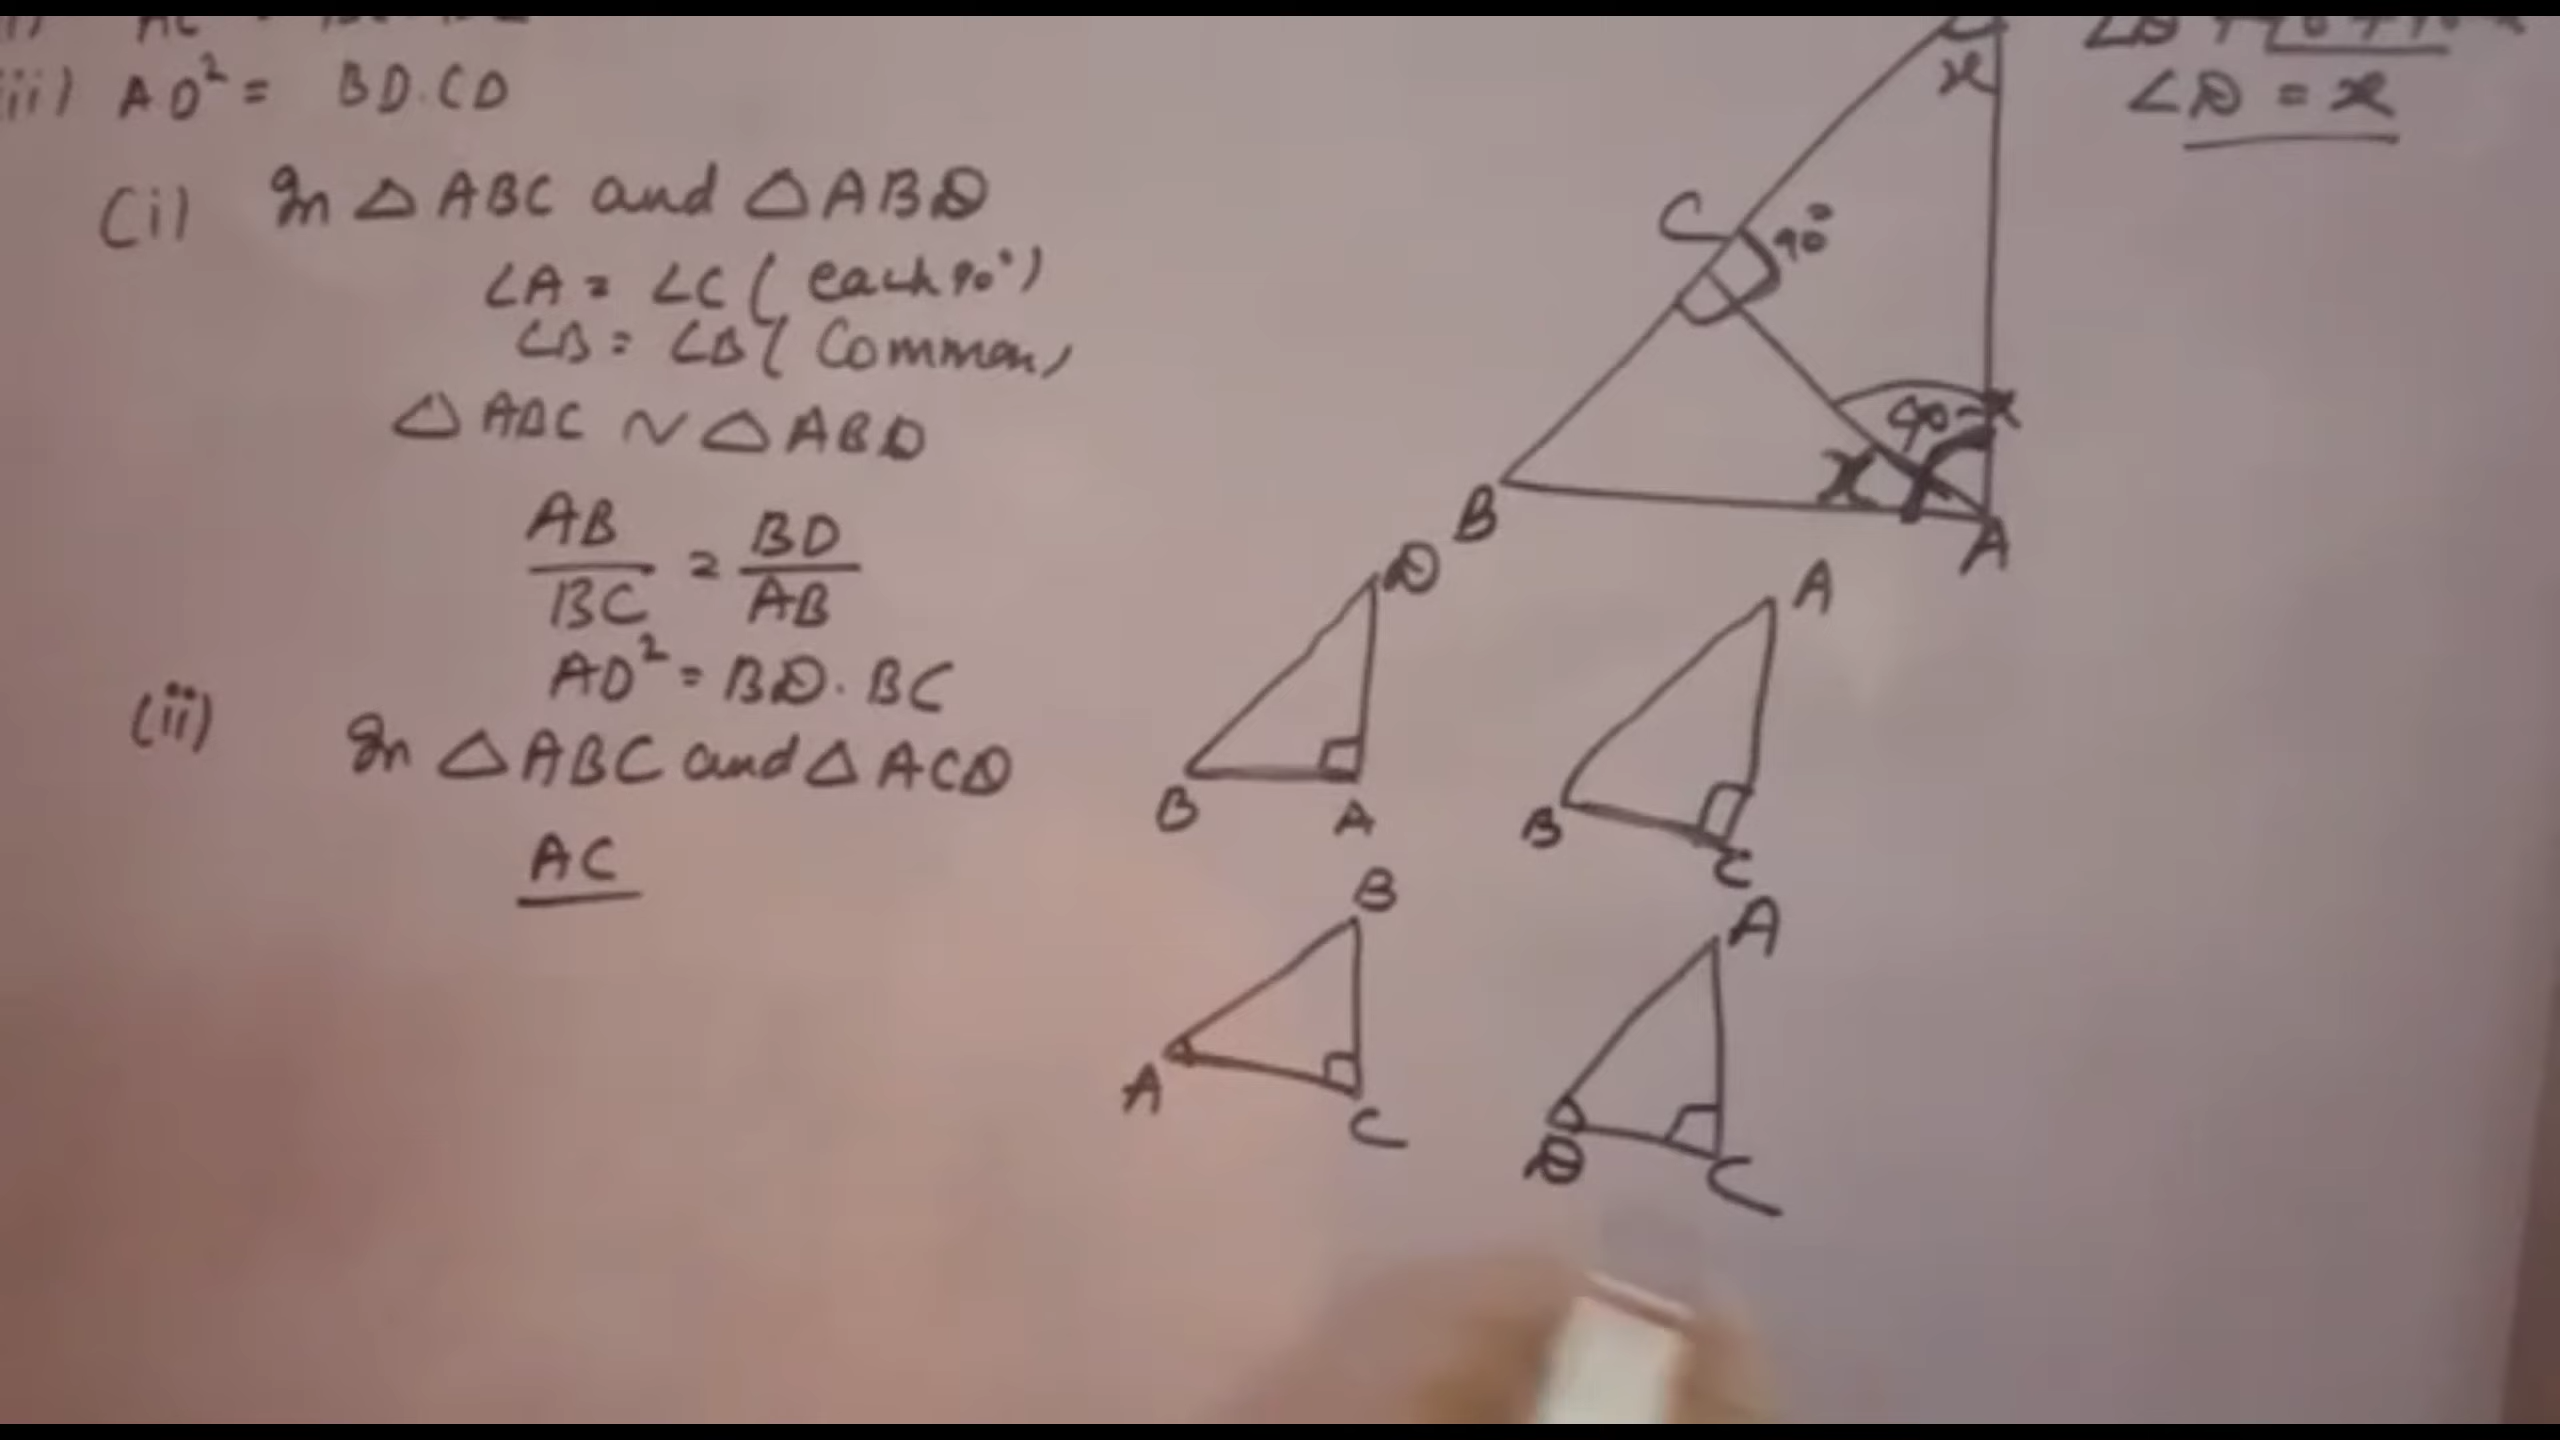 iii) AD² = BD.CD
(i) In △ ABC and △ABD
∠A = ∠C ( each 90°)
∠B = ∠B ( Common)
△ ABC ~ △ABD
AB/BC = BD/AB
AD² = BD. BC
(ii) In △ABC and △ ACD
AC
x
∠D = x
C
90°
90-x
x
B
A
D
B
A
A
B
C
B
A
C
A
D
C